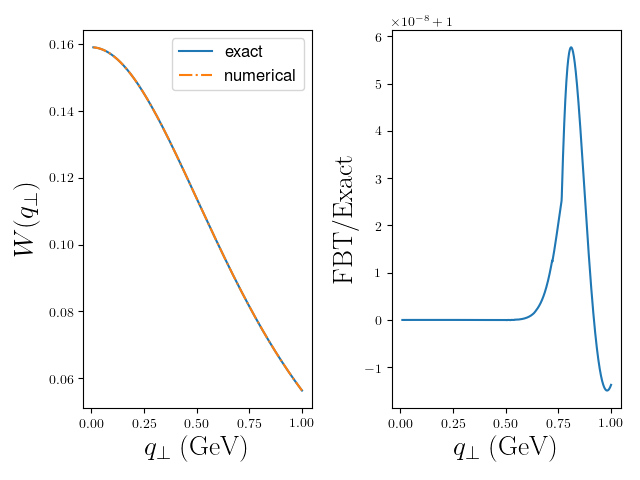 exact
numerical
0.16
0.14
0.12
0.10
0.08
0.06
W(q⊥)
0.00 0.25 0.50 0.75 1.00
q⊥ (GeV)
×10⁻⁸+1
6
5
4
3
2
1
0
−1
FBT/Exact
0.00 0.25 0.50 0.75 1.00
q⊥ (GeV)